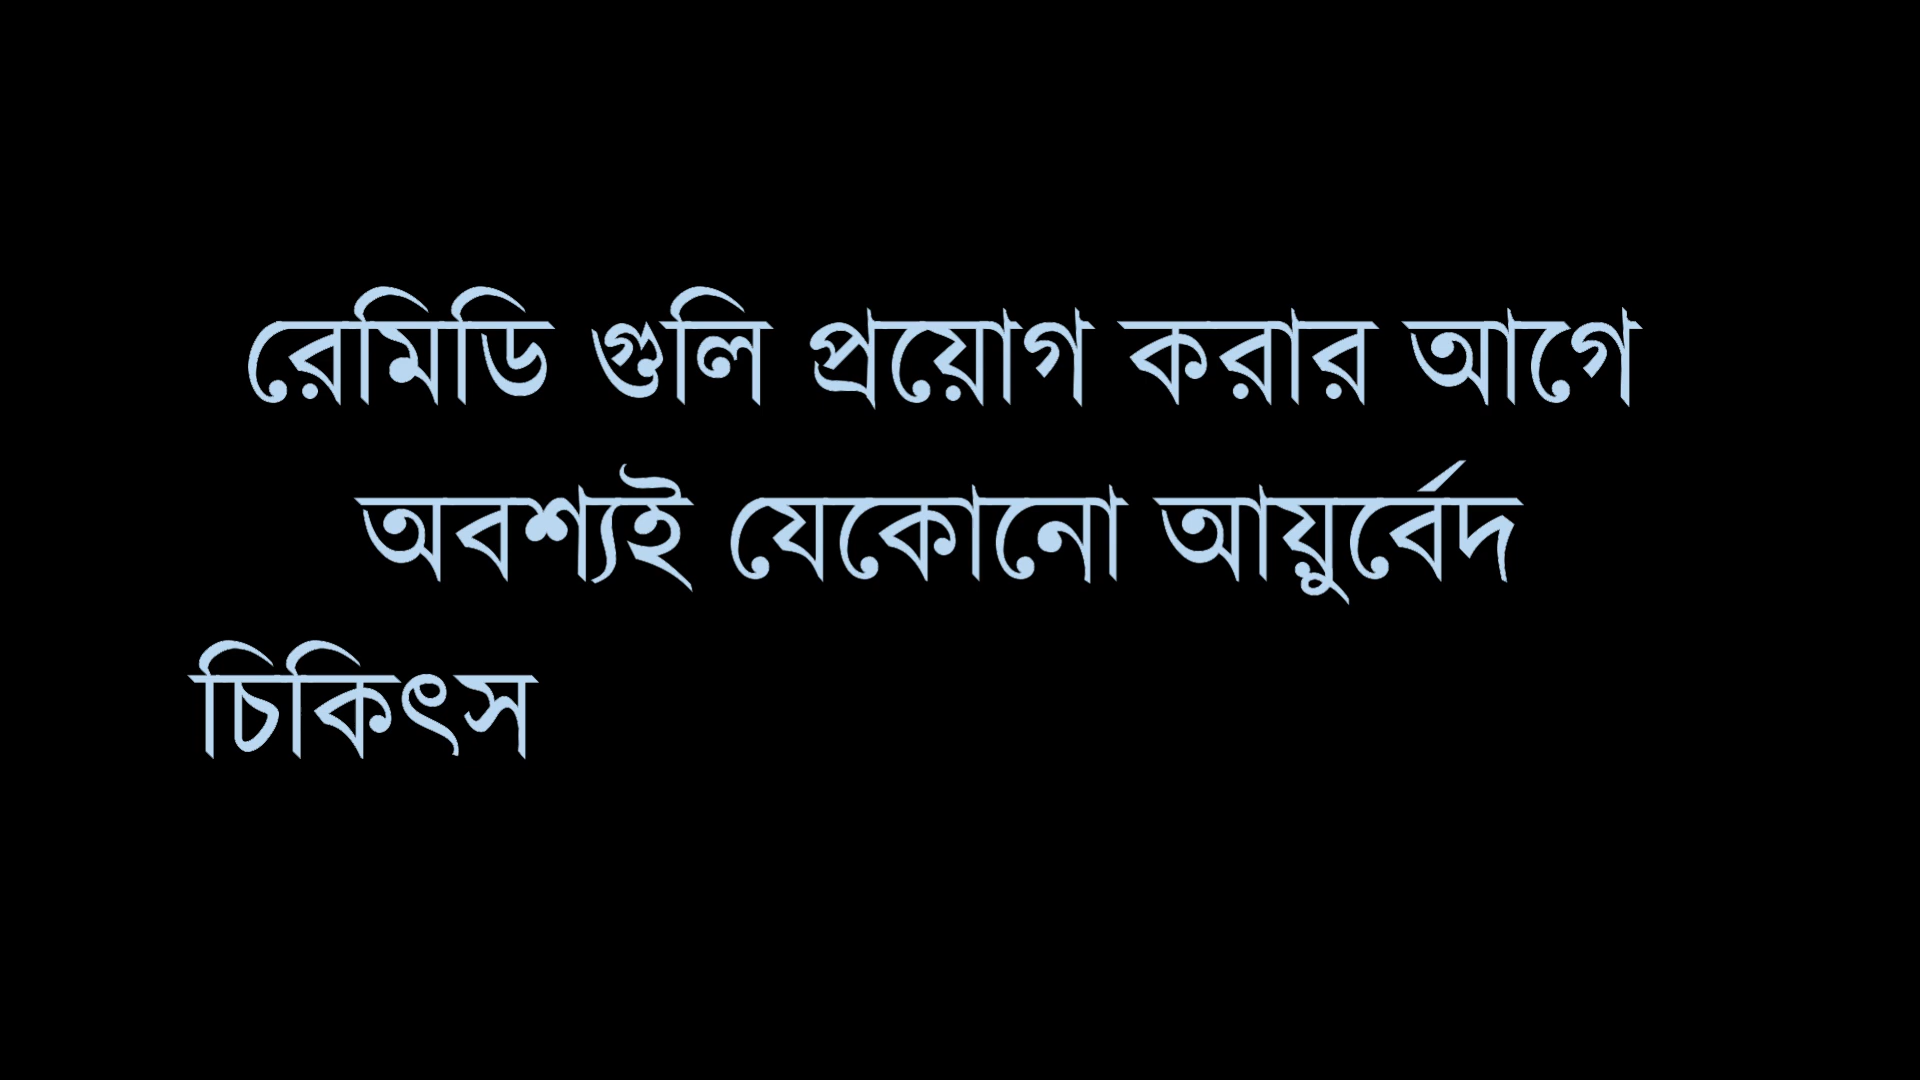 রেমিডি গুলি প্রয়োগ করার আগে
অবশ্যই যেকোনো আয়ুর্বেদ
চিকিৎস